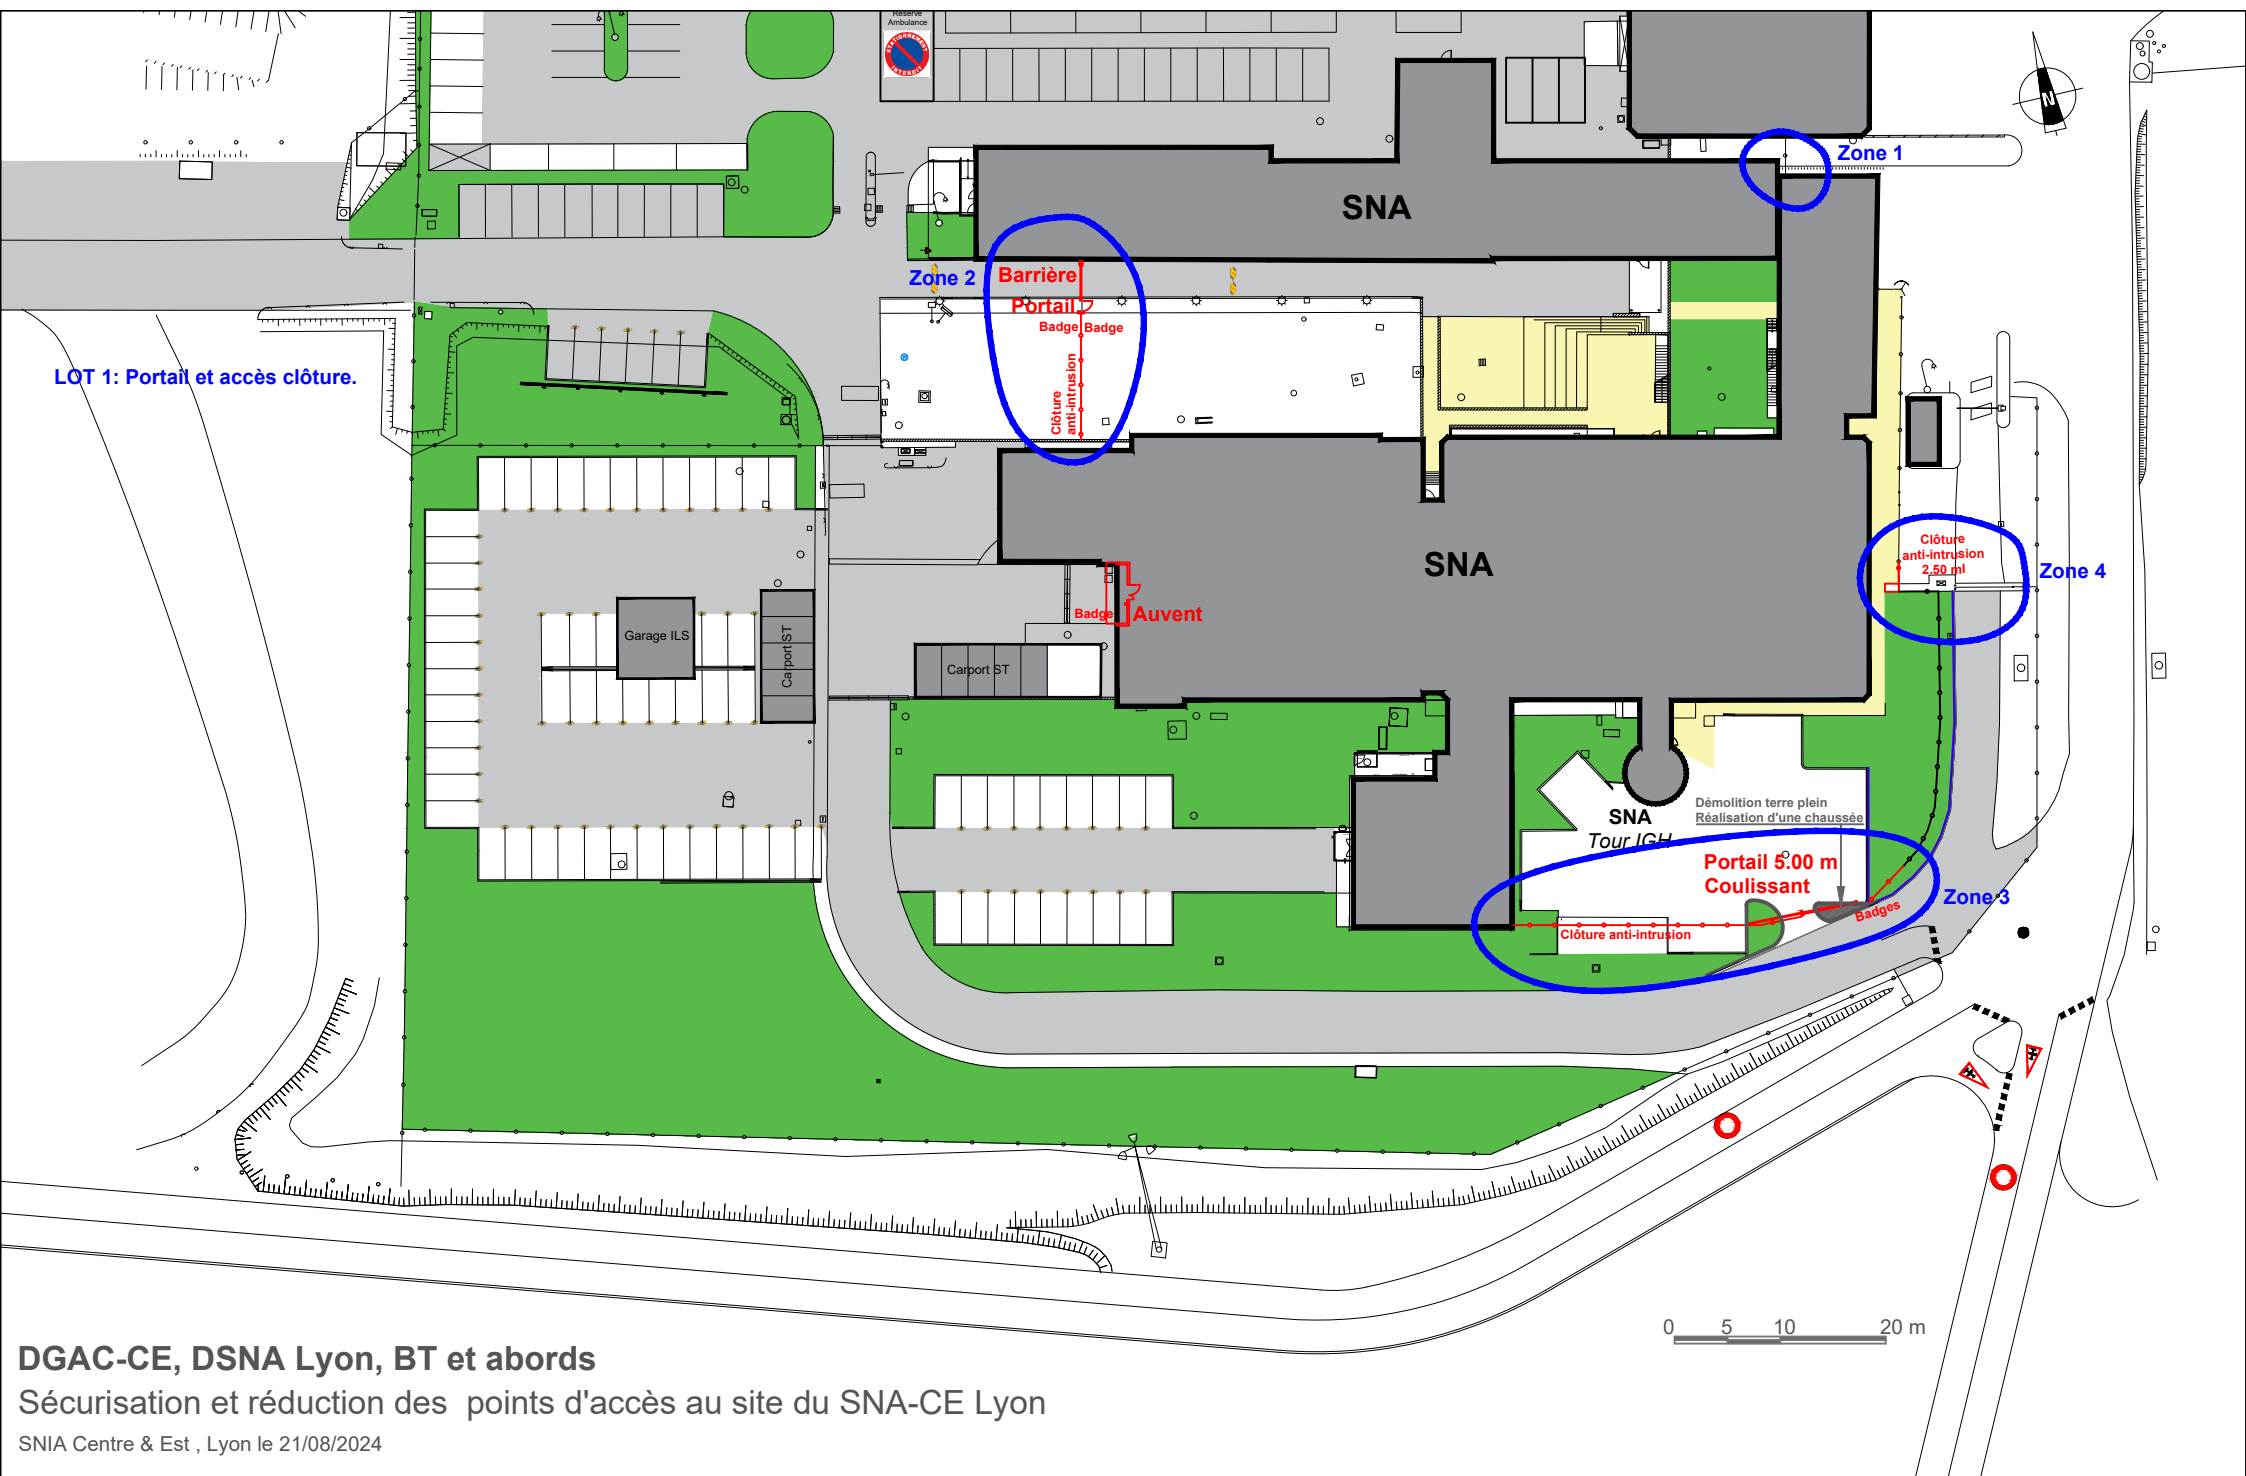 Réservé
Ambulance
STATIONNEMENT
INTERDIT
N
Zone 1
SNA
Zone 2
Barrière
Portail
Badge
Badge
Clôture
anti-intrusion
LOT 1: Portail et accès clôture.
SNA
Clôture
anti-intrusion
2.50 ml
Zone 4
Badge
Auvent
Garage ILS
Carport ST
Carport ST
SNA
Tour IGH
Démolition terre plein
Réalisation d'une chaussée
Portail 5.00 m
Coulissant
Zone 3
Badges
Clôture anti-intrusion
0 5 10 20 m
DGAC-CE, DSNA Lyon, BT et abords
Sécurisation et réduction des points d'accès au site du SNA-CE Lyon
SNIA Centre & Est , Lyon le 21/08/2024